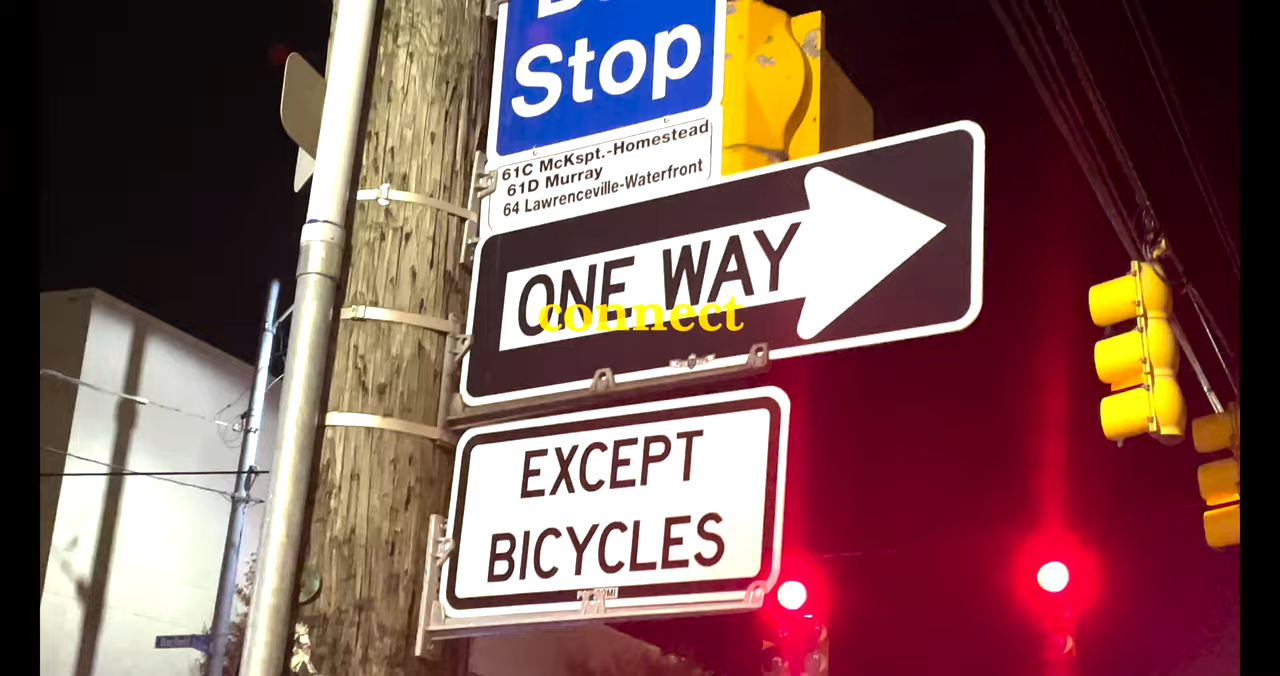 Stop
61C McKspt.-Homestead
61D Murray
64 Lawrenceville-Waterfront
ONE WAY
connect
EXCEPT
BICYCLES